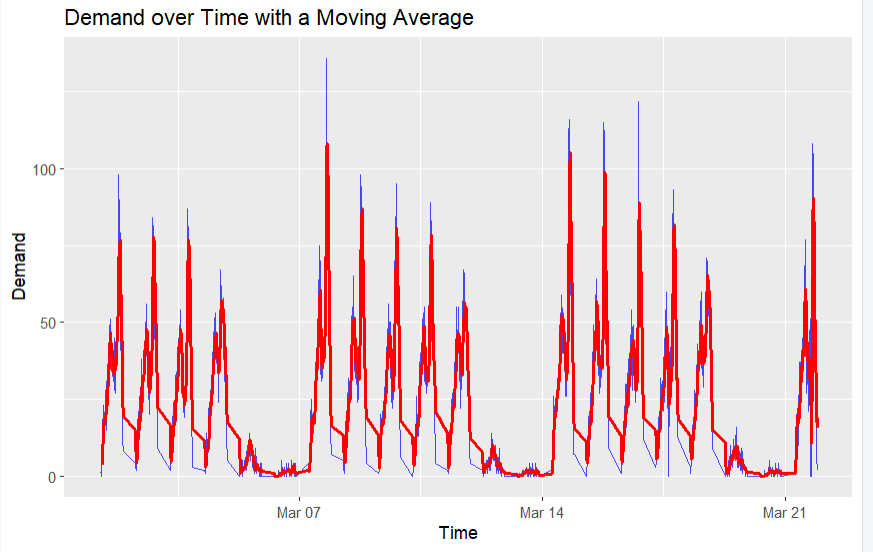 Demand over Time with a Moving Average
100
50
0
Demand
Mar 07
Mar 14
Mar 21
Time